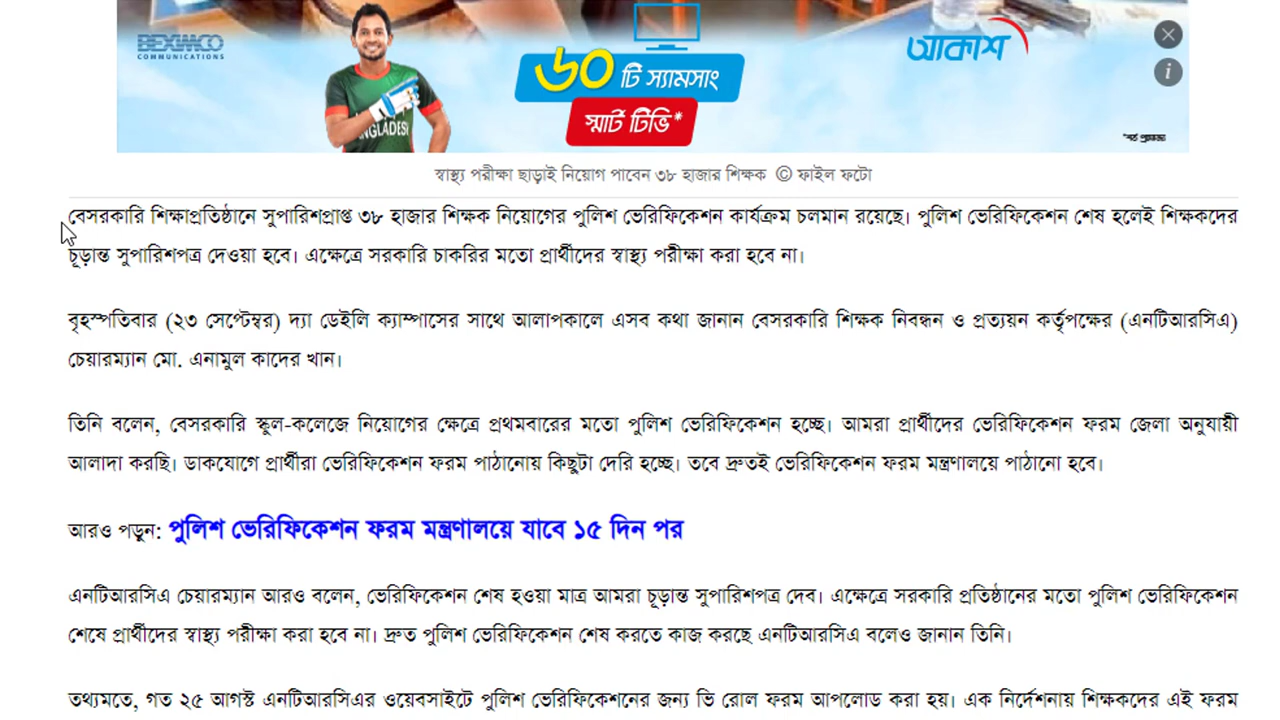 BEXIMCO
COMMUNICATIONS
৬০ টি স্যামসাং
স্মার্ট টিভি*
আকাশ
BANGLADESH
*শর্ত প্রযোজ্য
স্বাস্থ্য পরীক্ষা ছাড়াই নিয়োগ পাবেন ৩৮ হাজার শিক্ষক © ফাইল ফটো
বেসরকারি শিক্ষাপ্রতিষ্ঠানে সুপারিশপ্রাপ্ত ৩৮ হাজার শিক্ষক নিয়োগের পুলিশ ভেরিফিকেশন কার্যক্রম চলমান রয়েছে। পুলিশ ভেরিফিকেশন শেষ হলেই শিক্ষকদের
চূড়ান্ত সুপারিশপত্র দেওয়া হবে। এক্ষেত্রে সরকারি চাকরির মতো প্রার্থীদের স্বাস্থ্য পরীক্ষা করা হবে না।
বৃহস্পতিবার (২৩ সেপ্টেম্বর) দ্যা ডেইলি ক্যাম্পাসের সাথে আলাপকালে এসব কথা জানান বেসরকারি শিক্ষক নিবন্ধন ও প্রত্যয়ন কর্তৃপক্ষের (এনটিআরসিএ)
চেয়ারম্যান মো. এনামুল কাদের খান।
তিনি বলেন, বেসরকারি স্কুল-কলেজে নিয়োগের ক্ষেত্রে প্রথমবারের মতো পুলিশ ভেরিফিকেশন হচ্ছে। আমরা প্রার্থীদের ভেরিফিকেশন ফরম জেলা অনুযায়ী
আলাদা করছি। ডাকযোগে প্রার্থীরা ভেরিফিকেশন ফরম পাঠানোয় কিছুটা দেরি হচ্ছে। তবে দ্রুতই ভেরিফিকেশন ফরম মন্ত্রণালয়ে পাঠানো হবে।
আরও পড়ুন: পুলিশ ভেরিফিকেশন ফরম মন্ত্রণালয়ে যাবে ১৫ দিন পর
এনটিআরসিএ চেয়ারম্যান আরও বলেন, ভেরিফিকেশন শেষ হওয়া মাত্র আমরা চূড়ান্ত সুপারিশপত্র দেব। এক্ষেত্রে সরকারি প্রতিষ্ঠানের মতো পুলিশ ভেরিফিকেশন
শেষে প্রার্থীদের স্বাস্থ্য পরীক্ষা করা হবে না। দ্রুত পুলিশ ভেরিফিকেশন শেষ করতে কাজ করছে এনটিআরসিএ বলেও জানান তিনি।
তথ্যমতে, গত ২৫ আগস্ট এনটিআরসিএর ওয়েবসাইটে পুলিশ ভেরিফিকেশনের জন্য ভি রোল ফরম আপলোড করা হয়। এক নির্দেশনায় শিক্ষকদের এই ফরম